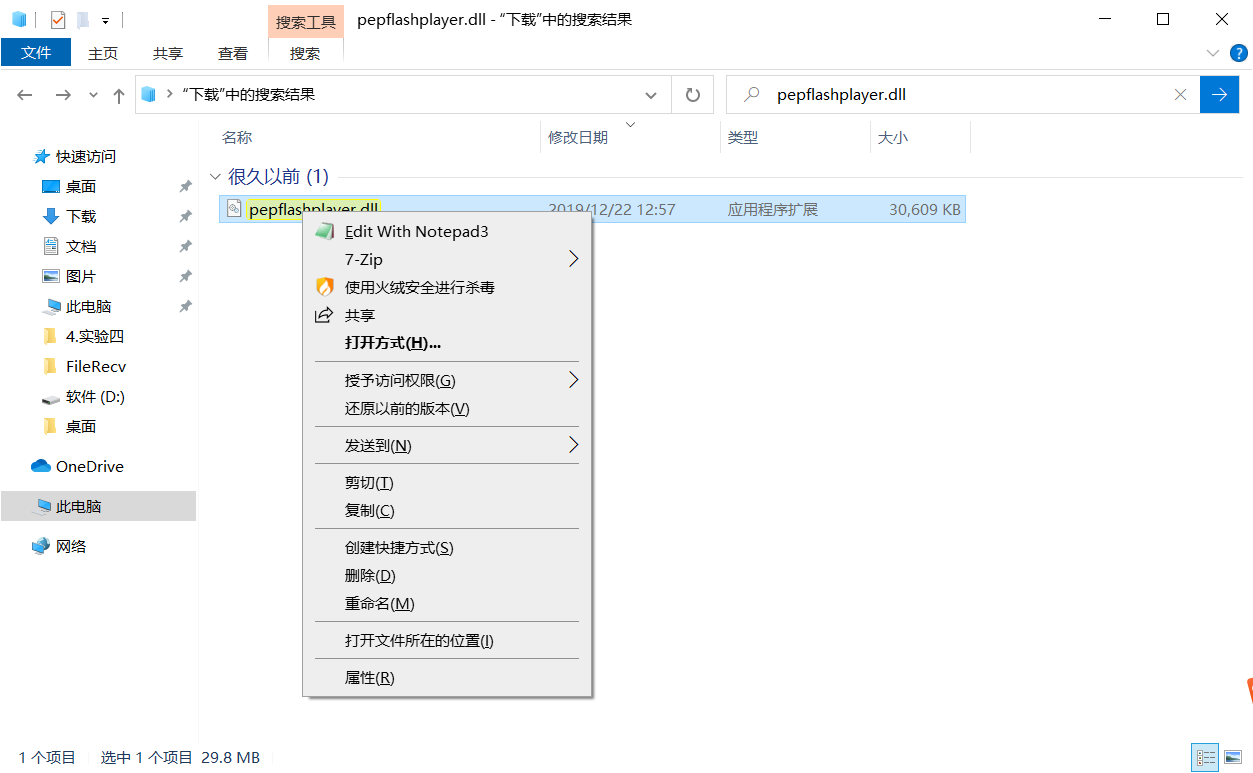 搜索工具
pepflashplayer.dll - “下载”中的搜索结果
文件 主页 共享 查看 搜索
“下载”中的搜索结果
pepflashplayer.dll
名称 修改日期 类型 大小
很久以前 (1)
pepflashplayer.dll 2019/12/22 12:57 应用程序扩展 30,609 KB
快速访问
桌面
下载
文档
图片
此电脑
4.实验四
FileRecv
软件 (D:)
桌面
OneDrive
此电脑
网络
Edit With Notepad3
7-Zip
使用火绒安全进行杀毒
共享
打开方式(H)...
授予访问权限(G)
还原以前的版本(V)
发送到(N)
剪切(T)
复制(C)
创建快捷方式(S)
删除(D)
重命名(M)
打开文件所在的位置(I)
属性(R)
1 个项目 选中 1 个项目 29.8 MB